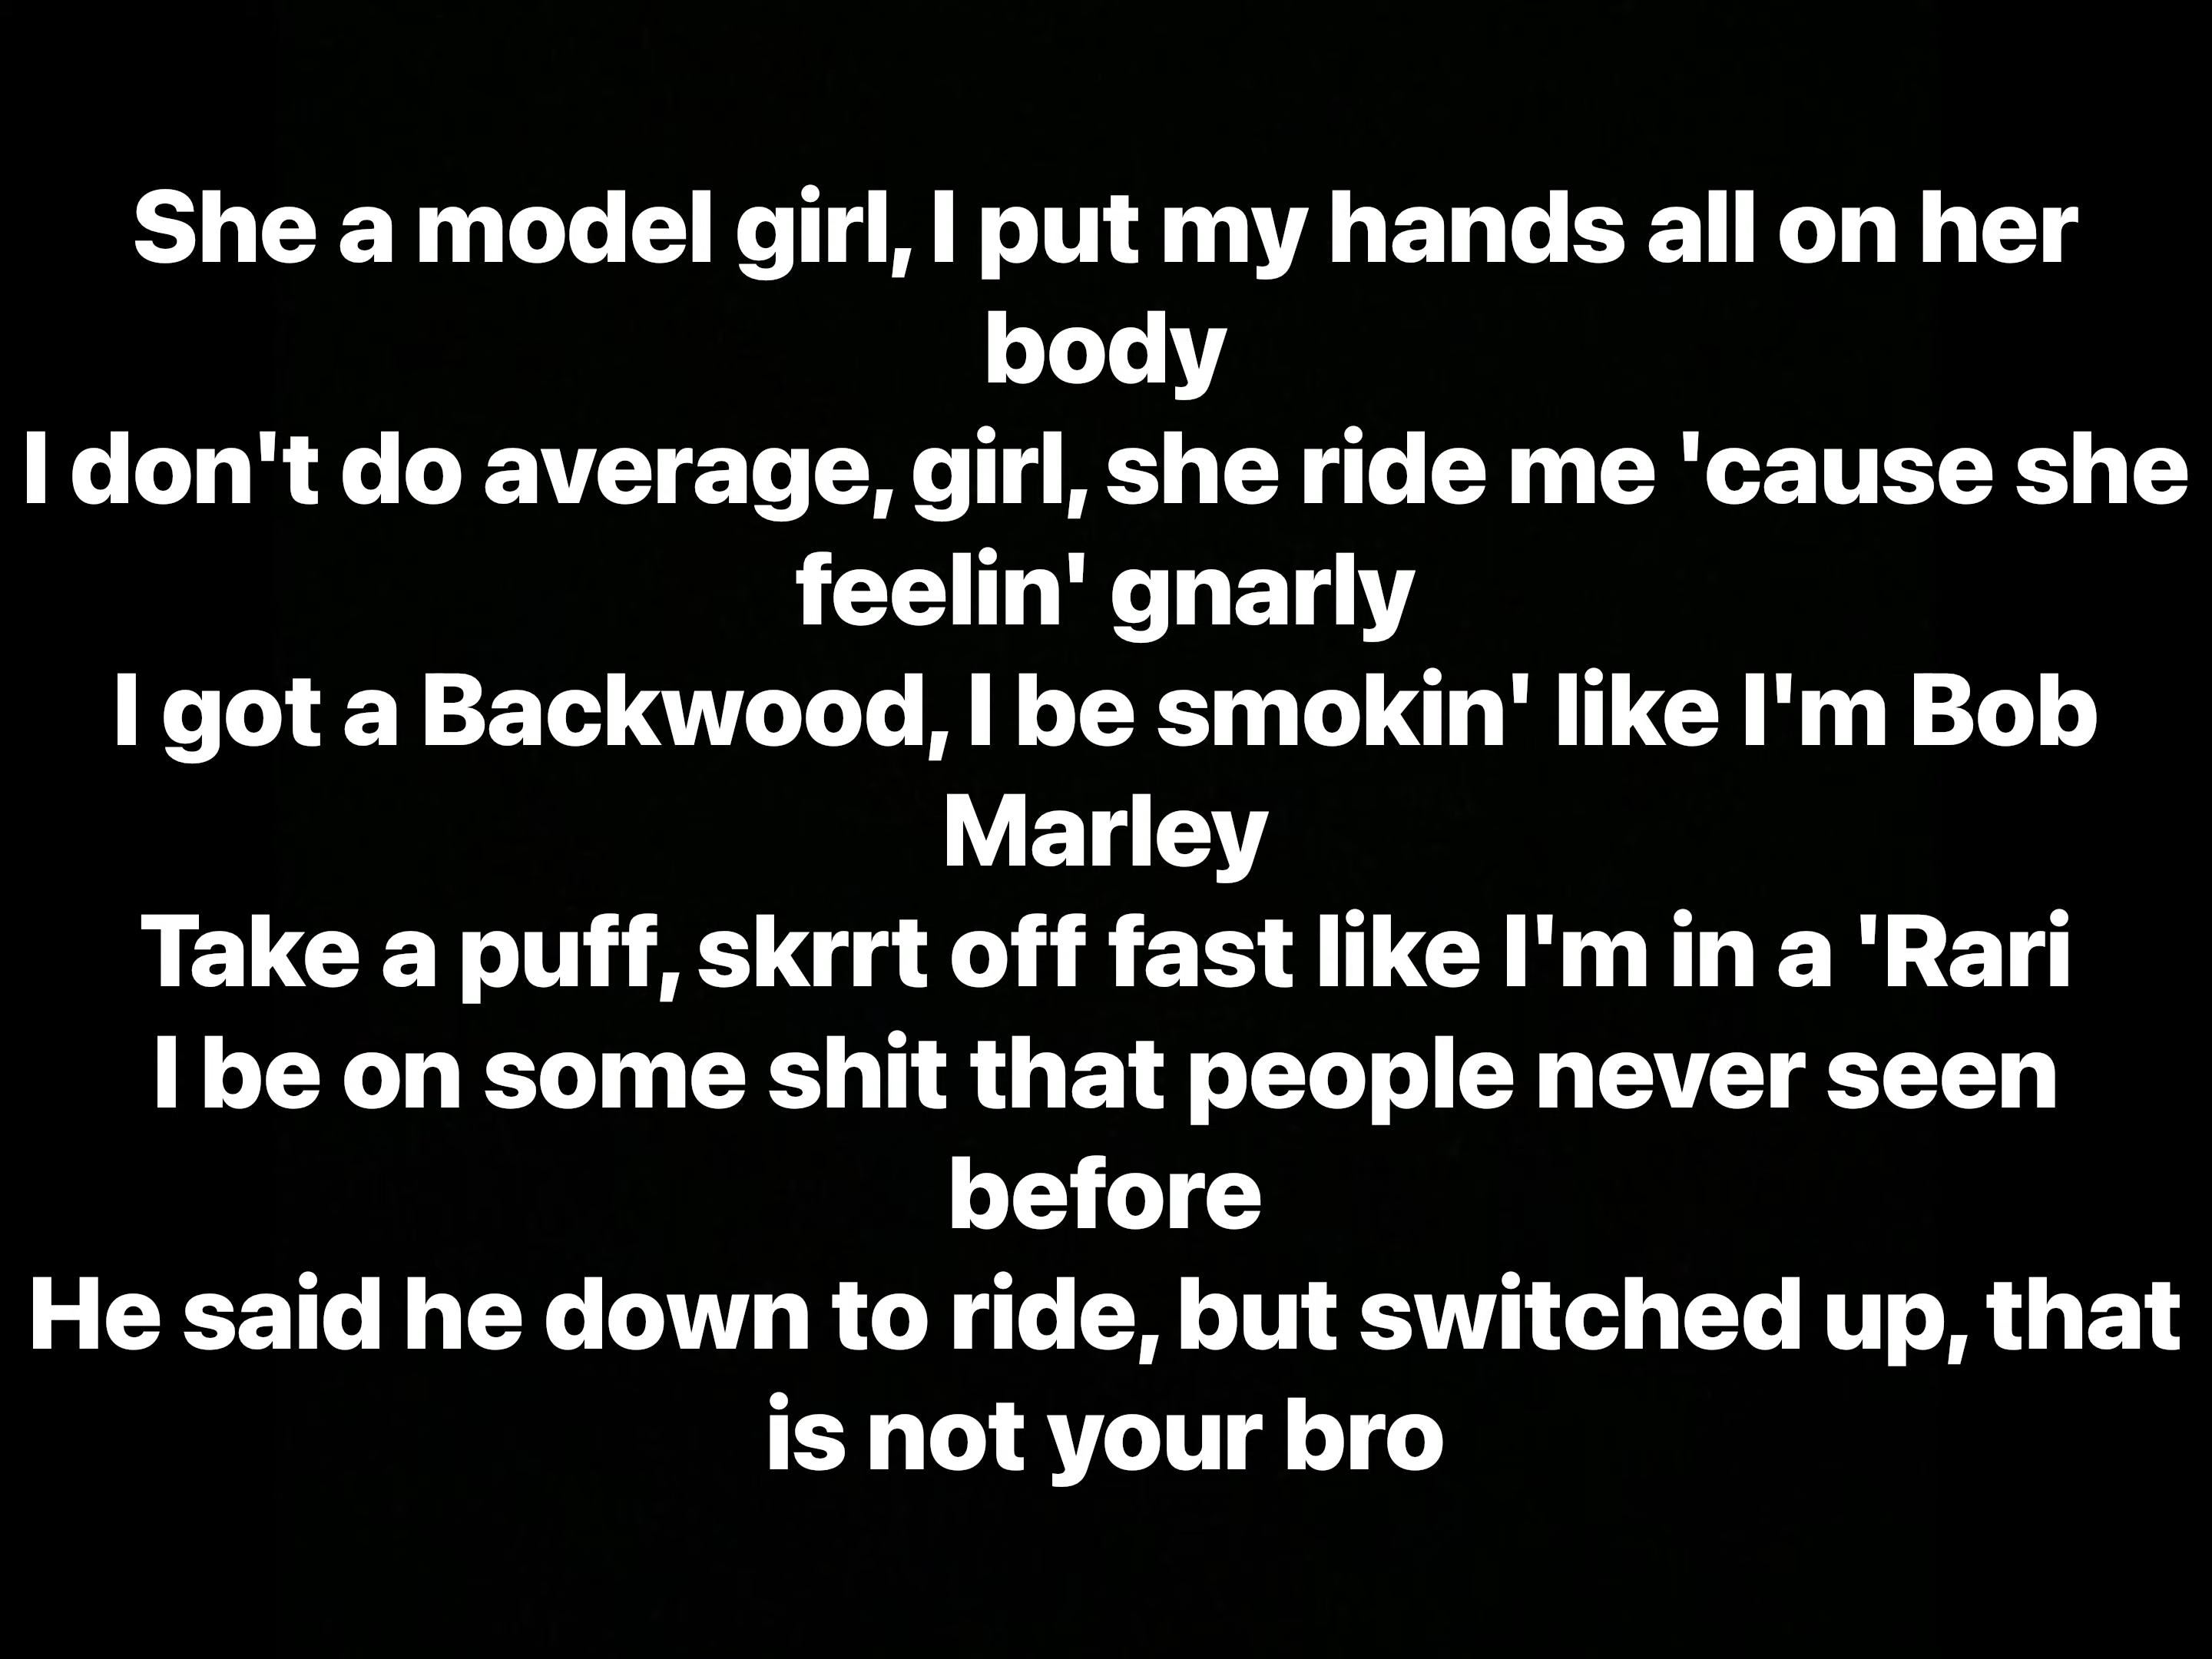 She a model girl, I put my hands all on her
body
I don't do average, girl, she ride me 'cause she
feelin' gnarly
I got a Backwood, I be smokin' like I'm Bob
Marley
Take a puff, skrrt off fast like I'm in a 'Rari
I be on some shit that people never seen
before
He said he down to ride, but switched up, that
is not your bro